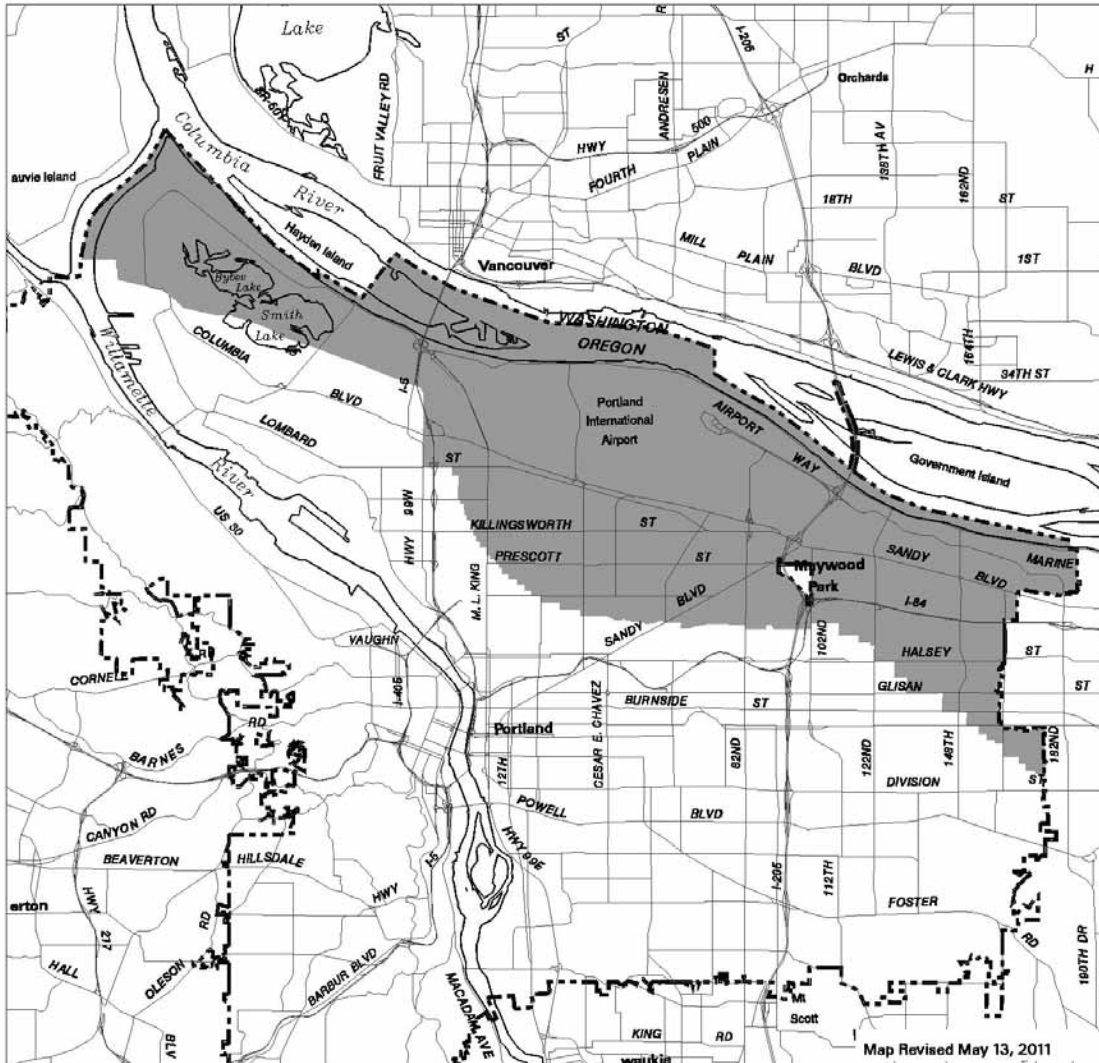 Lake
ST
I-205
Orchards
H
FRUIT VALLEY RD
ANDRESEN
500
HWY
FOURTH
PLAIN
138TH AV
162ND
Columbia
River
auvie Island
18TH
ST
Hayden Island
MILL
PLAIN
BLVD
1ST
Vancouver
Bybee
Lake
Smith
Lake
WASHINGTON
OREGON
164TH
LEWIS & CLARK HWY
34TH ST
COLUMBIA
BLVD
I-5
Willamette
River
LOMBARD
ST
Portland
International
Airport
AIRPORT
WAY
Government Island
US 30
HWY
99W
KILLINGSWORTH
ST
PRESCOTT
ST
SANDY
BLVD
MARINE
Maywood
Park
M. L. KING
SANDY
BLVD
I-84
102ND
HALSEY
ST
VAUGHN
CORNELL
RD
I-405
GLISAN
ST
BURNSIDE
ST
CESAR E. CHAVEZ
Portland
12TH
82ND
122ND
148TH
182ND
BARNES
RD
DIVISION
ST
CANYON RD
POWELL
BLVD
BEAVERTON
HILLSDALE
HWY
HWY 99E
I-5
I-205
112TH
FOSTER
RD
erton
HWY
217
RD
HALL
OLESON
BARBUR BLVD
MACADAM AVE
190TH DR
Mt
Scott
BLV
KING
RD
waukie
Map Revised May 13, 2011